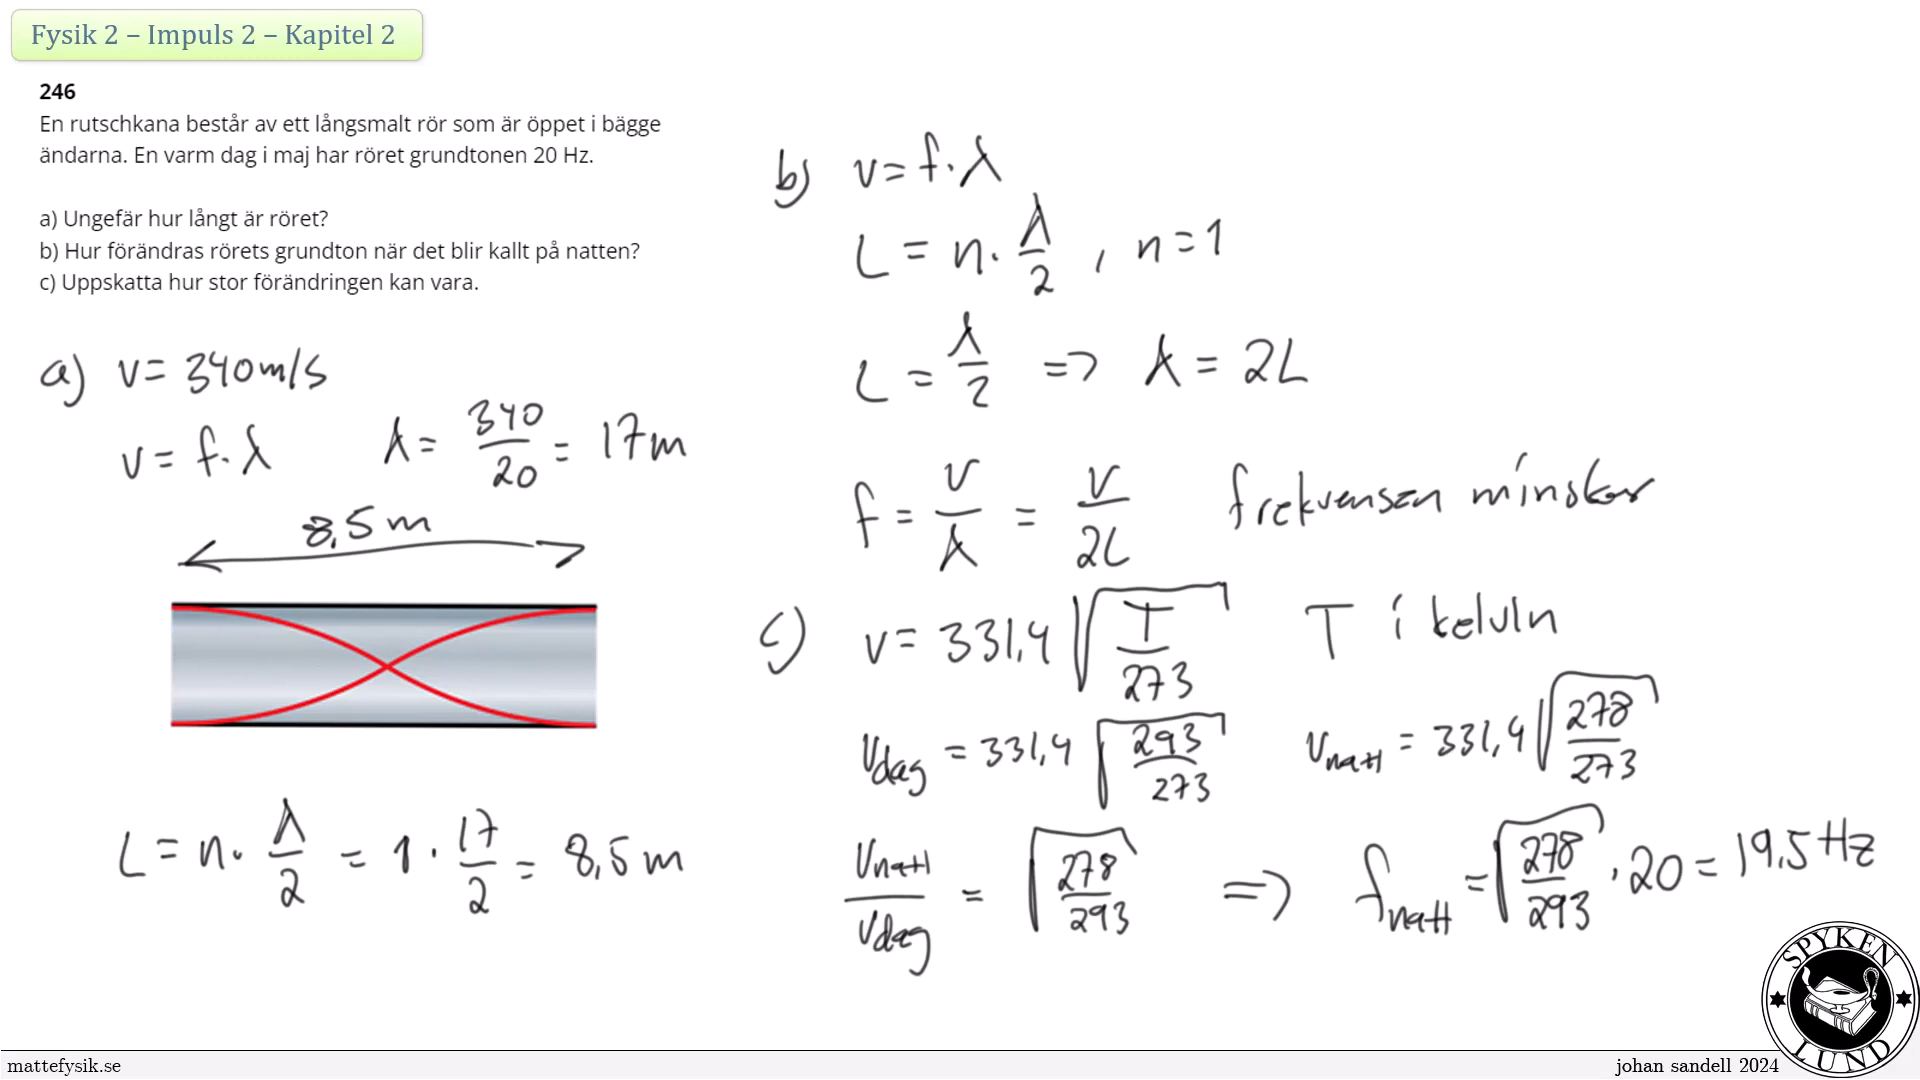 Fysik 2 – Impuls 2 – Kapitel 2
246
En rutschkana består av ett långsmalt rör som är öppet i bägge
ändarna. En varm dag i maj har röret grundtonen 20 Hz.
a) Ungefär hur långt är röret?
b) Hur förändras rörets grundton när det blir kallt på natten?
c) Uppskatta hur stor förändringen kan vara.
a) v = 340 m/s
v = f · λ   λ = 340/20 = 17 m
8,5 m
L = n · λ/2 = 1 · 17/2 = 8,5 m
b) v = f · λ
L = n · λ/2 , n = 1
L = λ/2 => λ = 2L
f = v/λ = v/2L   frekvensen minskar
c) v = 331,4 √(T/273)   T i kelvin
v_dag = 331,4 √(293/273)   v_natt = 331,4 √(278/273)
v_natt/v_dag = √(278/293) => f_natt = √(278/293) · 20 = 19,5 Hz
SPYKEN
LUND
mattefysik.se
johan sandell 2024